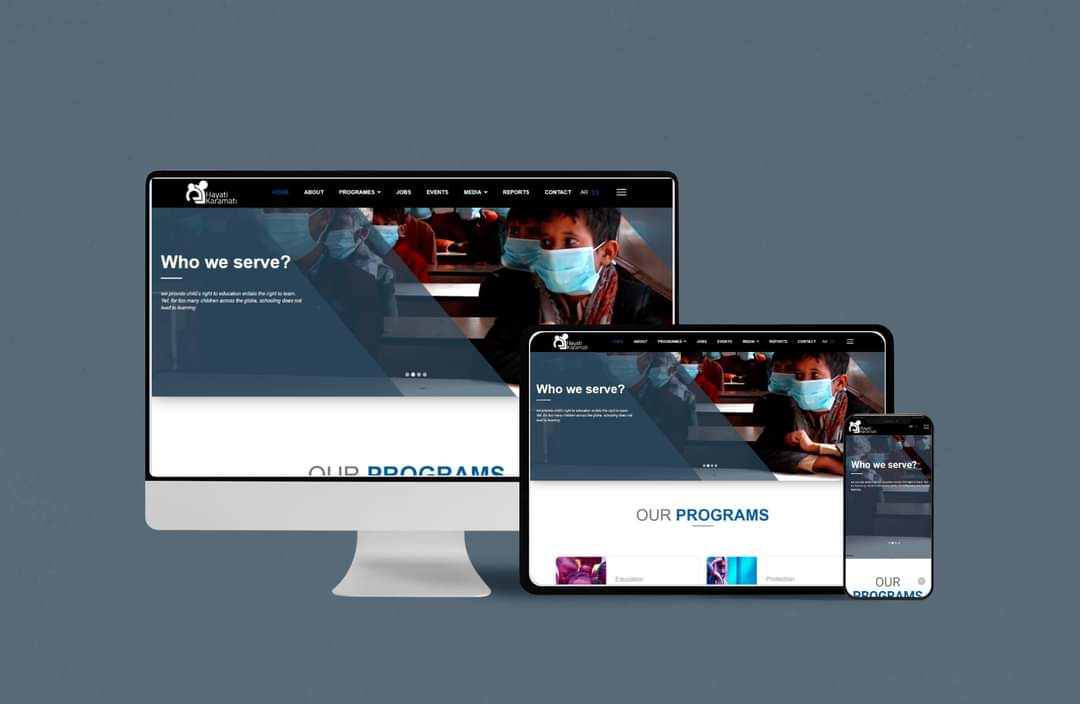 Hayati
Karamati
HOME ABOUT PROGRAMES JOBS EVENTS MEDIA REPORTS CONTACT AR EN
Who we serve?
We provide child's right to education entails the right to learn.
Yet, for too many children across the globe, schooling does not
lead to learning.
OUR PROGRAMS
Hayati
Karamati
HOME ABOUT PROGRAMES JOBS EVENTS MEDIA REPORTS CONTACT AR
Who we serve?
We provide child's right to education entails the right to learn.
Yet, for too many children across the globe, schooling does not
lead to learning.
OUR PROGRAMS
Education
Protection
Hayati
Karamati
Who we serve?
OUR
PROGRAMS